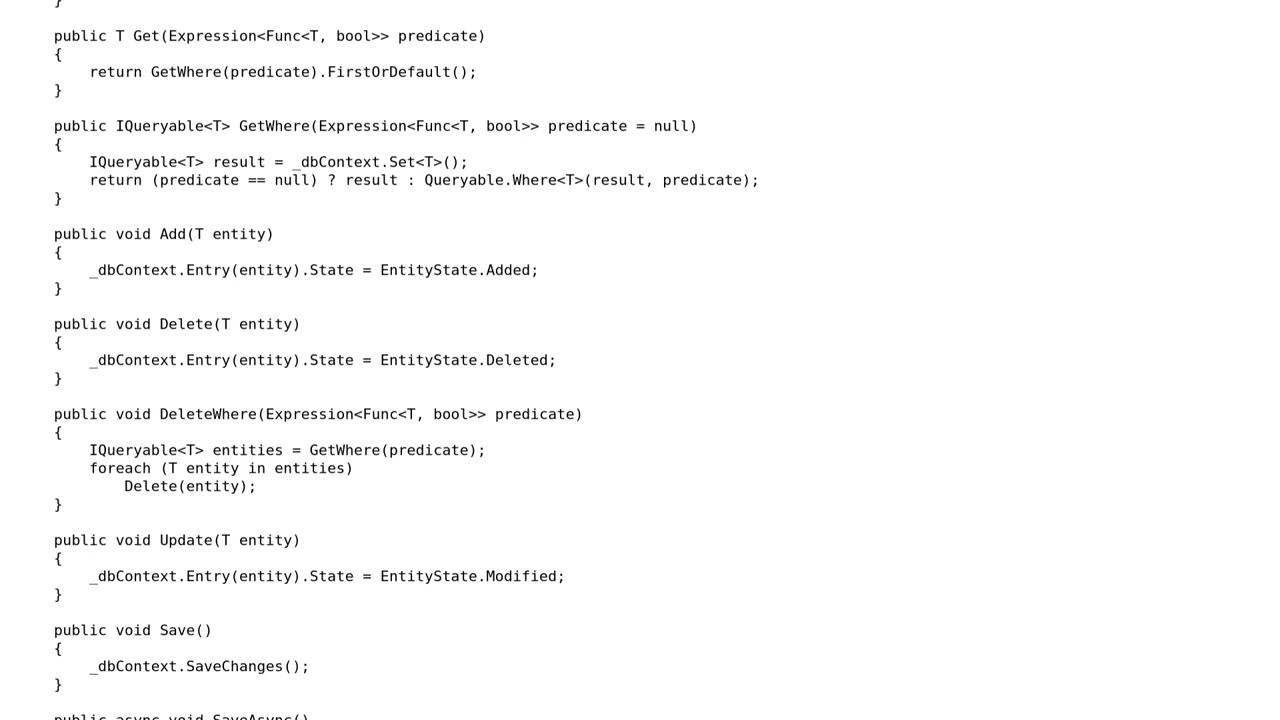 }
public T Get(Expression<Func<T, bool>> predicate)
{
    return GetWhere(predicate).FirstOrDefault();
}
public IQueryable<T> GetWhere(Expression<Func<T, bool>> predicate = null)
{
    IQueryable<T> result = _dbContext.Set<T>();
    return (predicate == null) ? result : Queryable.Where<T>(result, predicate);
}
public void Add(T entity)
{
    _dbContext.Entry(entity).State = EntityState.Added;
}
public void Delete(T entity)
{
    _dbContext.Entry(entity).State = EntityState.Deleted;
}
public void DeleteWhere(Expression<Func<T, bool>> predicate)
{
    IQueryable<T> entities = GetWhere(predicate);
    foreach (T entity in entities)
        Delete(entity);
}
public void Update(T entity)
{
    _dbContext.Entry(entity).State = EntityState.Modified;
}
public void Save()
{
    _dbContext.SaveChanges();
}
public async void SaveAsync()